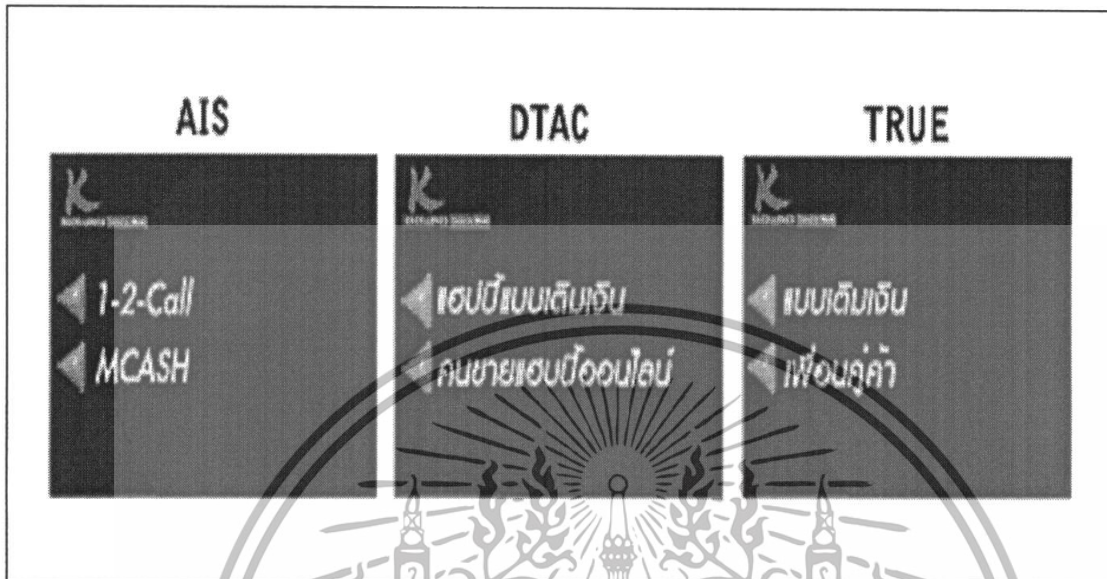 AIS
K
1-2-Call
MCASH
DTAC
K
แฮปปี้แบบเติมเงิน
คนขายแฮปปี้ออนไลน์
TRUE
K
แบบเติมเงิน
เพื่อนคู่ค้า